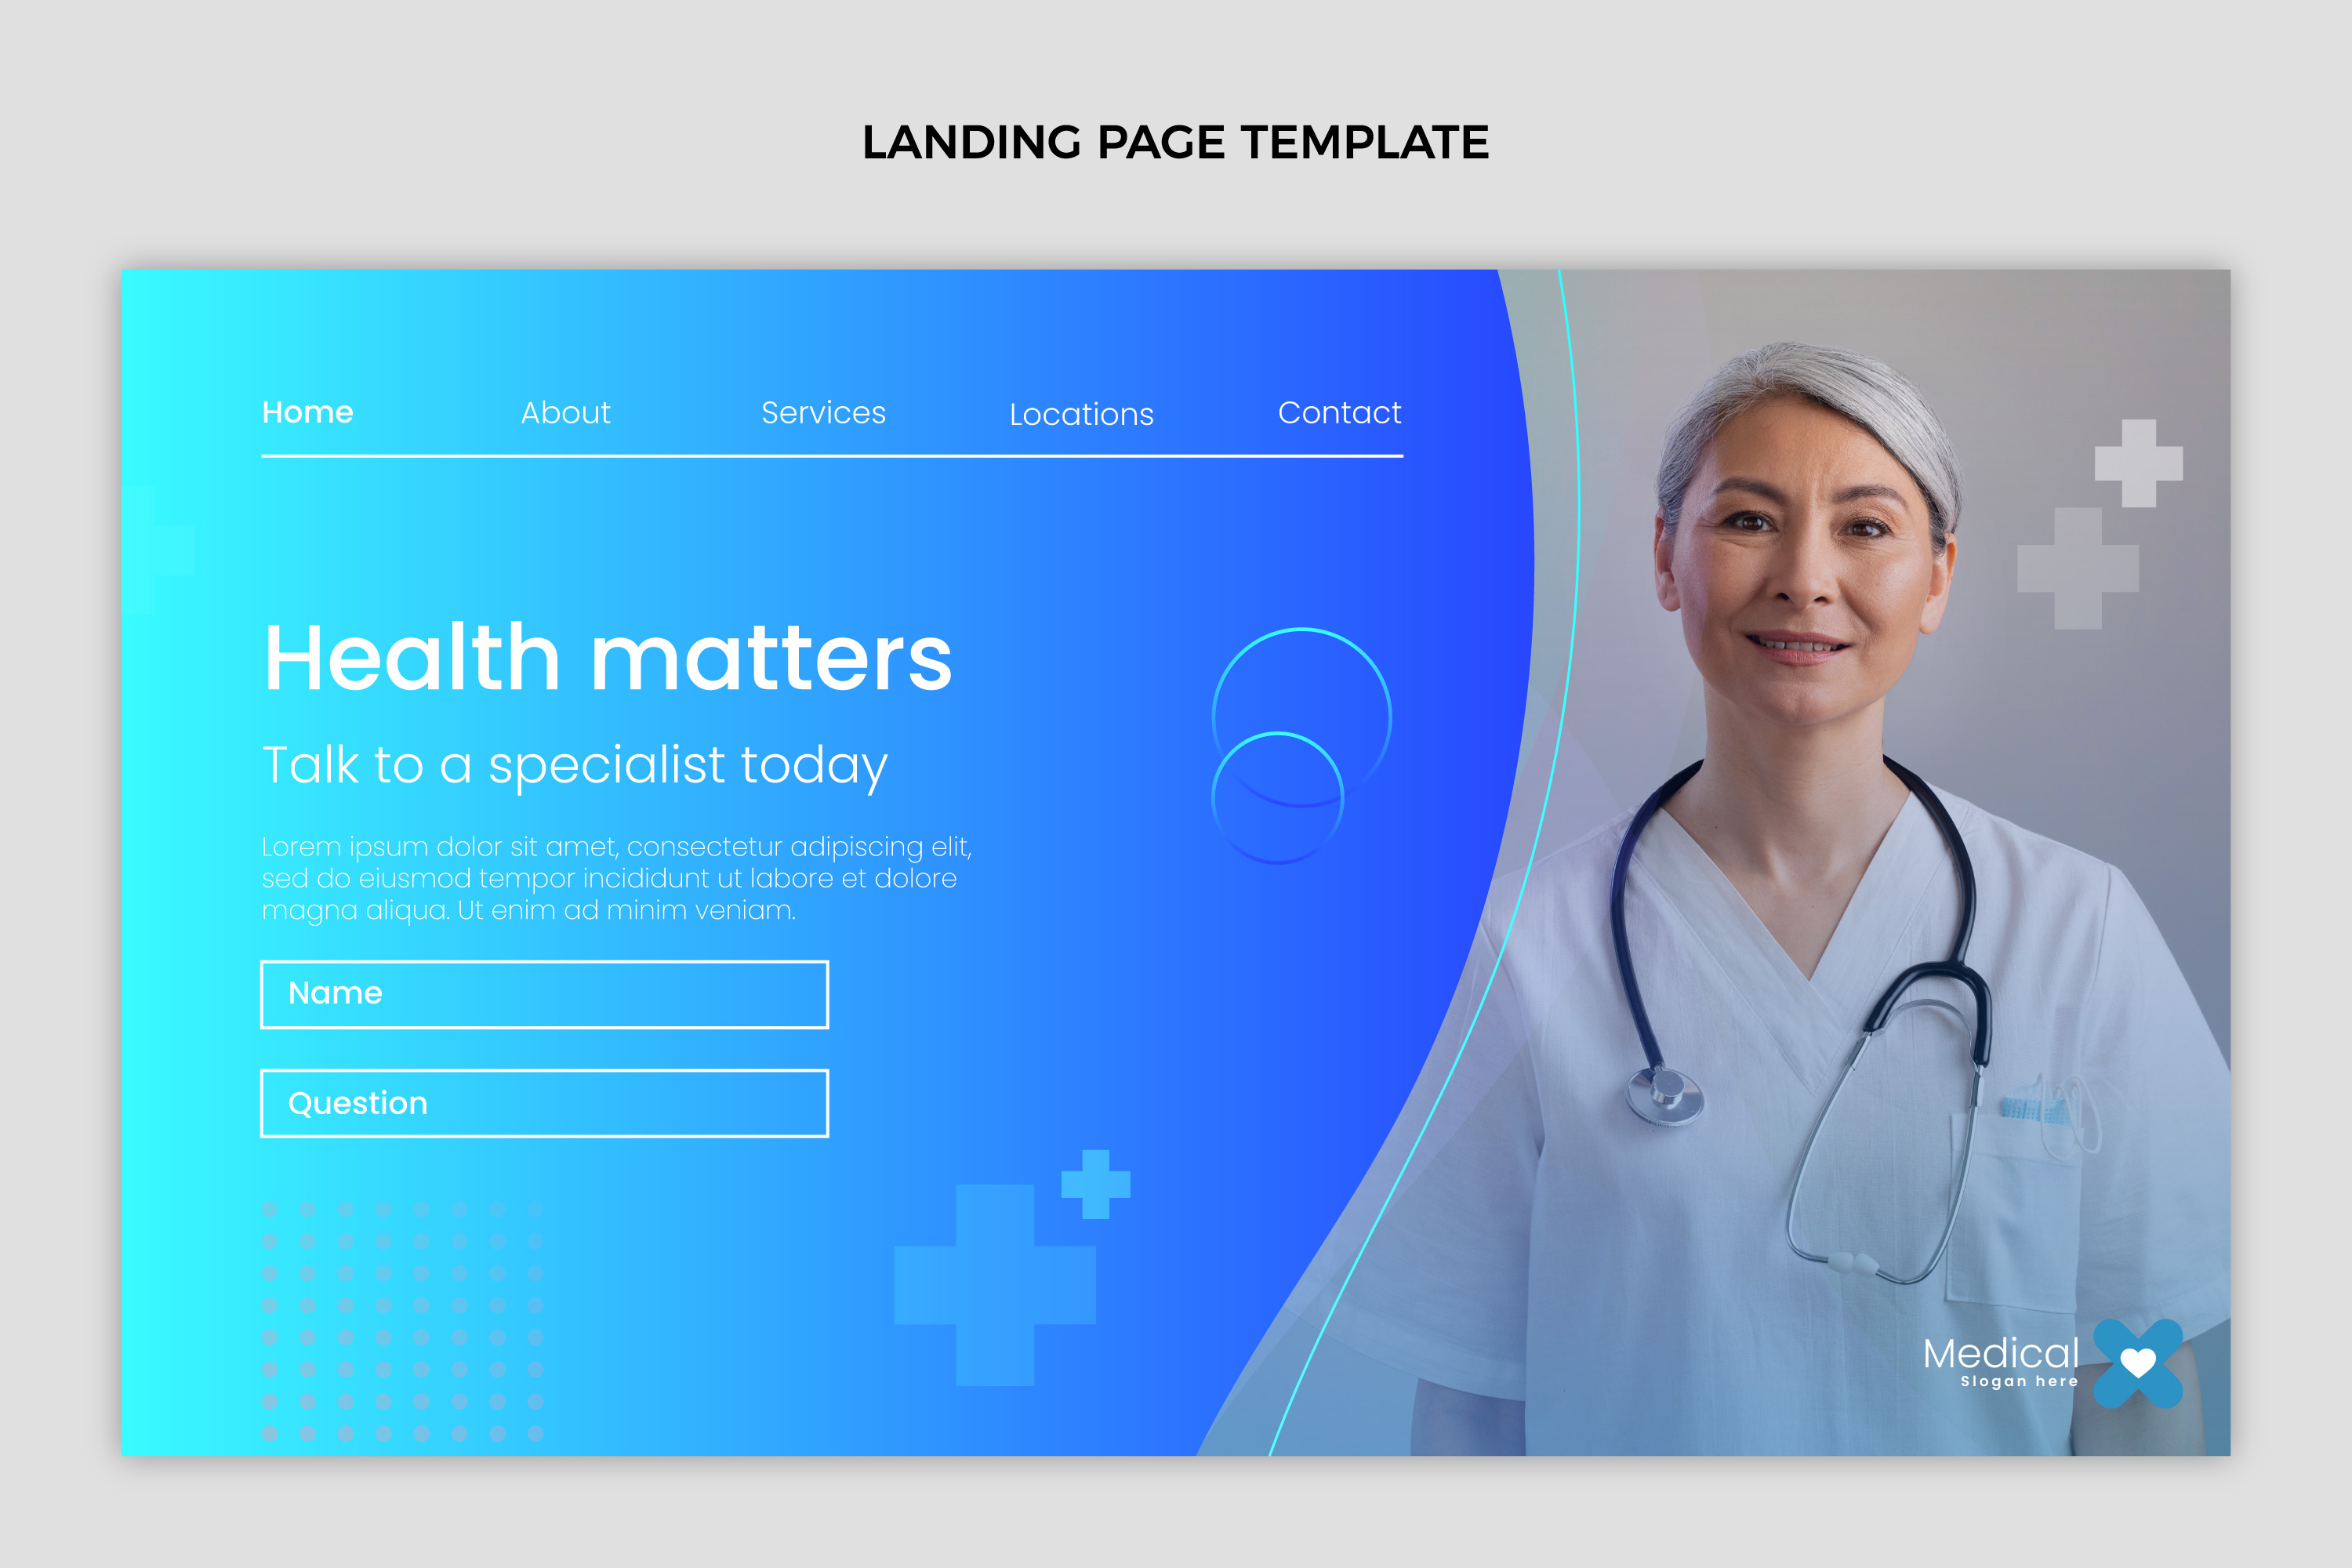 LANDING PAGE TEMPLATE
Home About Services Locations Contact
Health matters
Talk to a specialist today
Lorem ipsum dolor sit amet, consectetur adipiscing elit,
sed do eiusmod tempor incididunt ut labore et dolore
magna aliqua. Ut enim ad minim veniam.
Name
Question
Medical
Slogan here